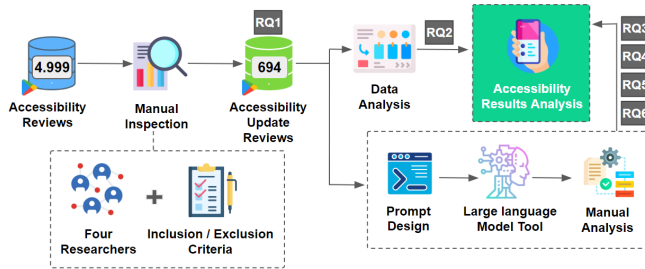 4.999
Accessibility
Reviews
Manual
Inspection
RQ1
694
Accessibility
Update
Reviews
Data
Analysis
RQ2
Accessibility
Results Analysis
RQ3
RQ4
RQ5
RQ6
Four
Researchers
Inclusion / Exclusion
Criteria
Prompt
Design
Large language
Model Tool
Manual
Analysis